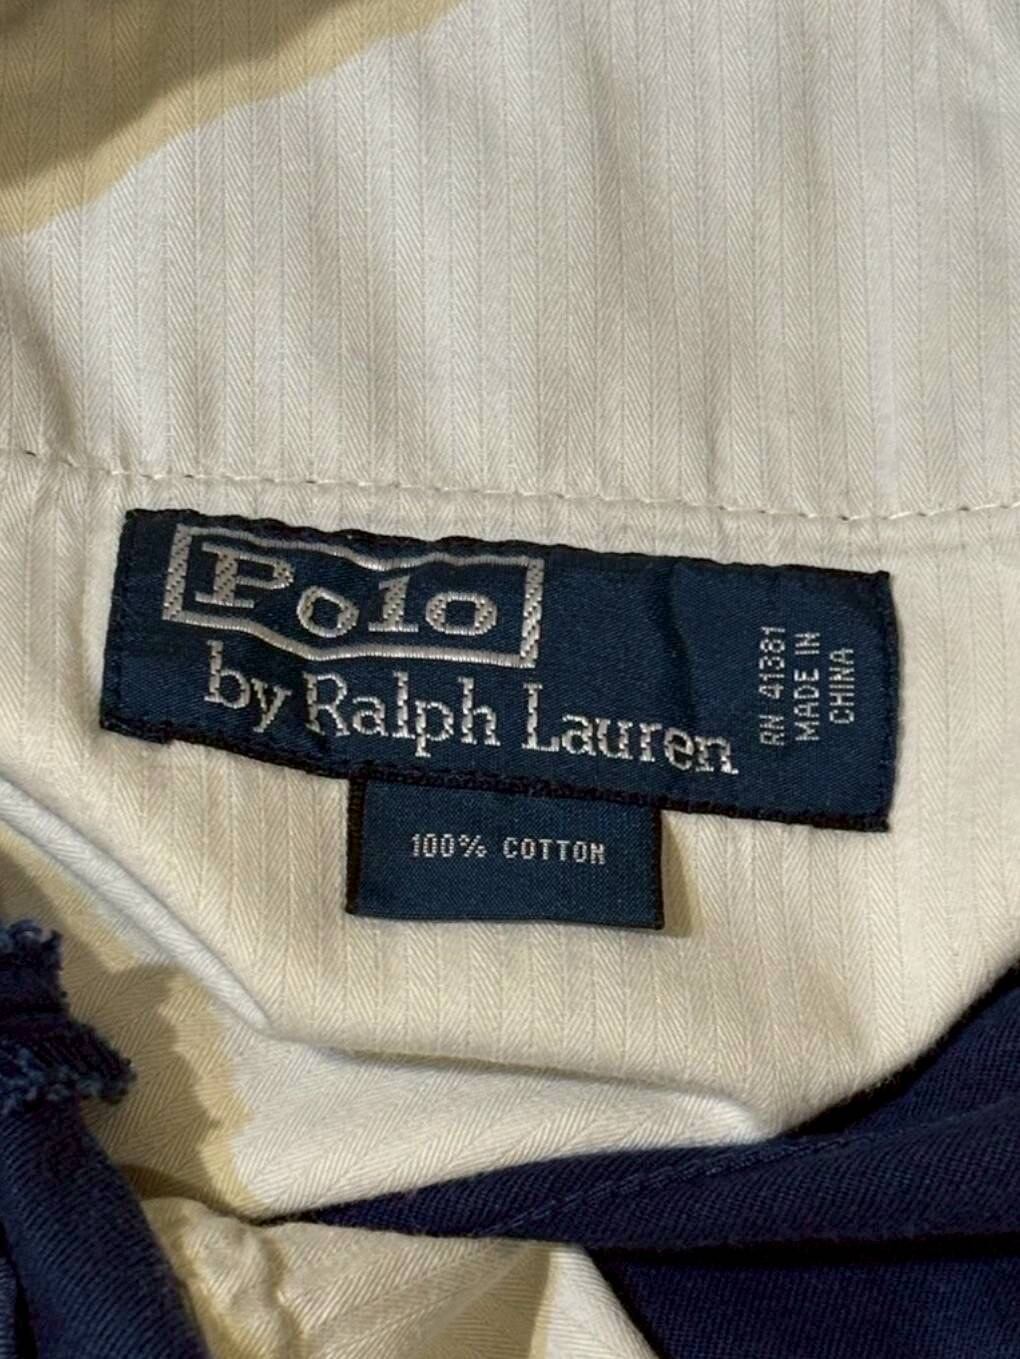 Polo
by Ralph Lauren
RN 41381
MADE IN
CHINA
100% COTTON